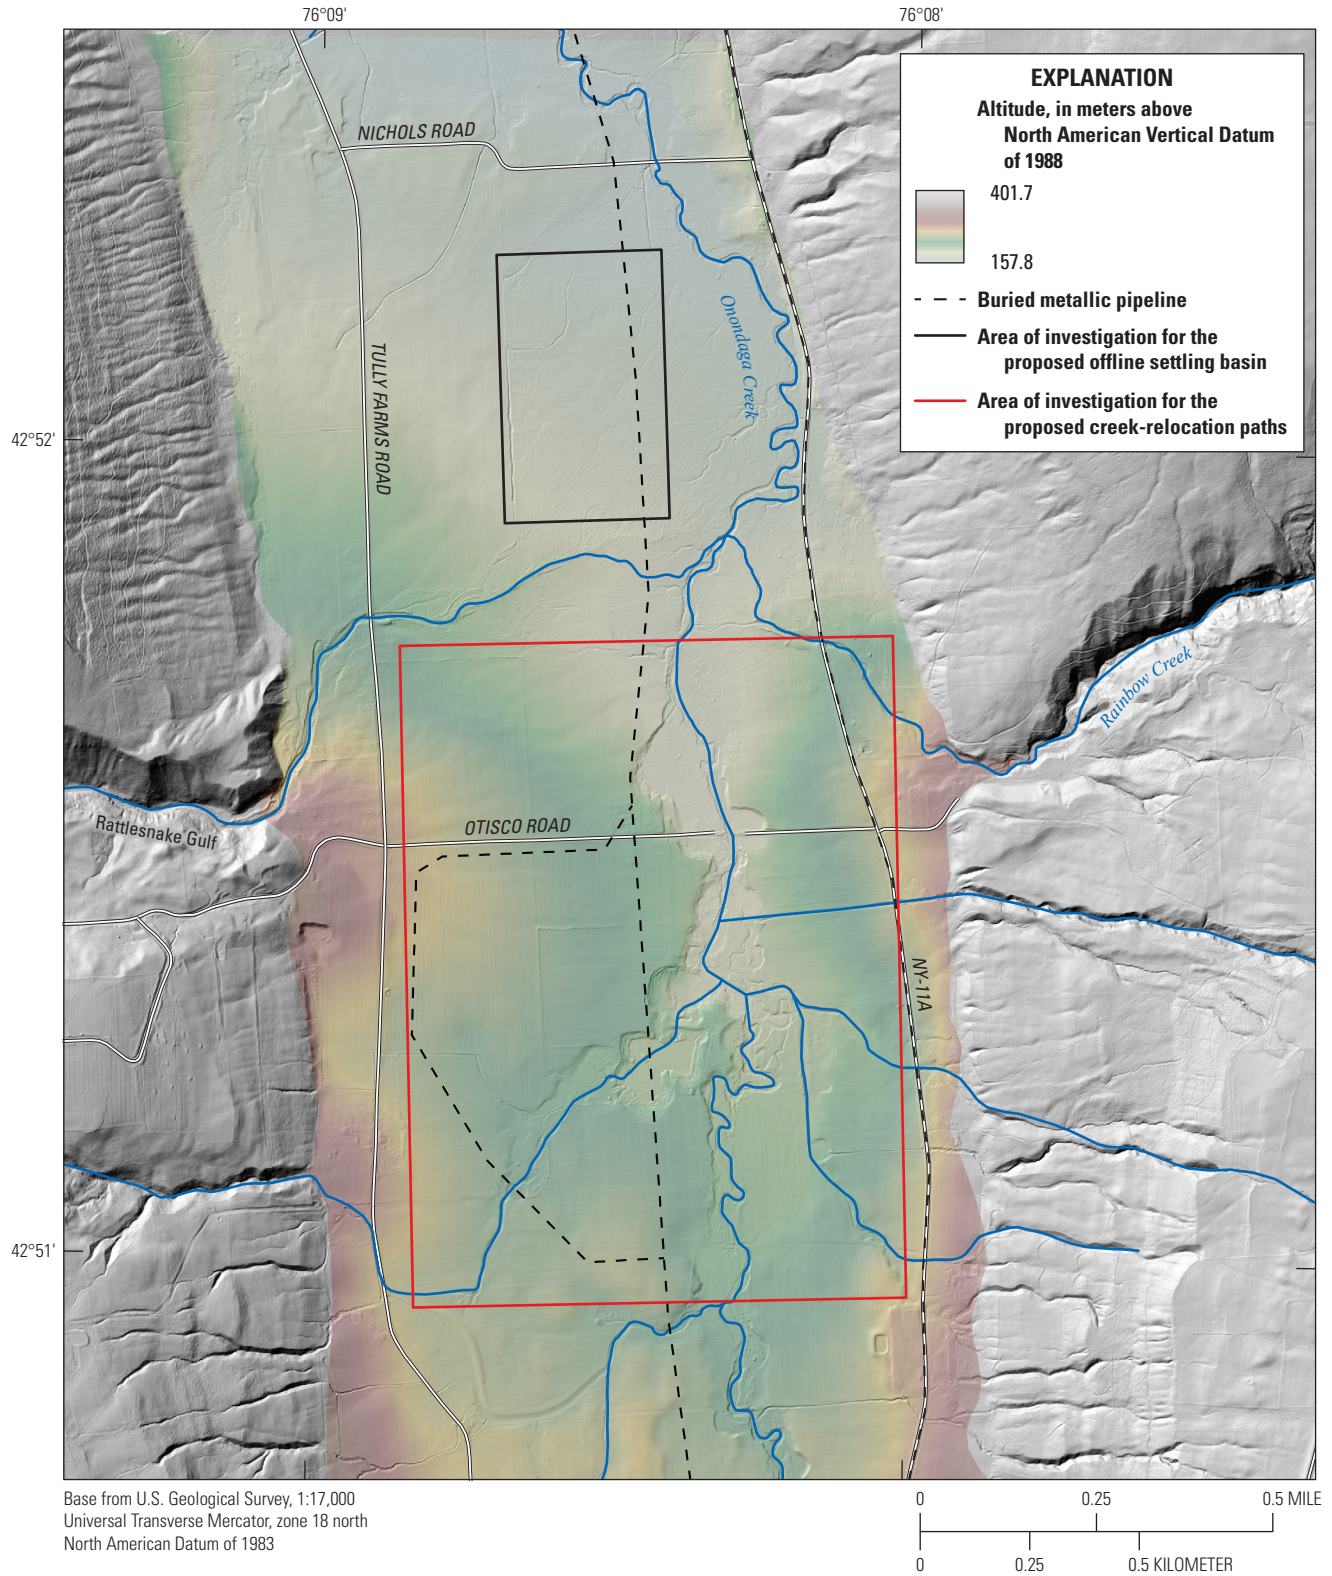 76°09'
76°08'
EXPLANATION
Altitude, in meters above
North American Vertical Datum
of 1988
401.7
157.8
Buried metallic pipeline
Area of investigation for the
proposed offline settling basin
Area of investigation for the
proposed creek-relocation paths
NICHOLS ROAD
Onondaga Creek
TULLY FARMS ROAD
42°52'
Rainbow Creek
OTISCO ROAD
Rattlesnake Gulf
NY-11A
42°51'
Base from U.S. Geological Survey, 1:17,000
Universal Transverse Mercator, zone 18 north
North American Datum of 1983
0 0.25 0.5 MILE
0 0.25 0.5 KILOMETER